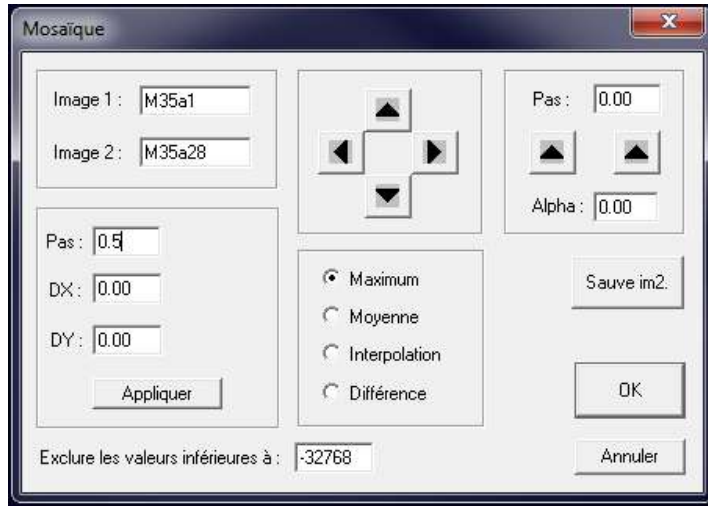 Mosaïque
Image 1 : M35a1
Image 2 : M35a28
Pas : 0.5
DX : 0.00
DY : 0.00
Appliquer
Maximum
Moyenne
Interpolation
Différence
Pas : 0.00
Alpha : 0.00
Sauve im2.
OK
Exclure les valeurs inférieures à : -32768
Annuler